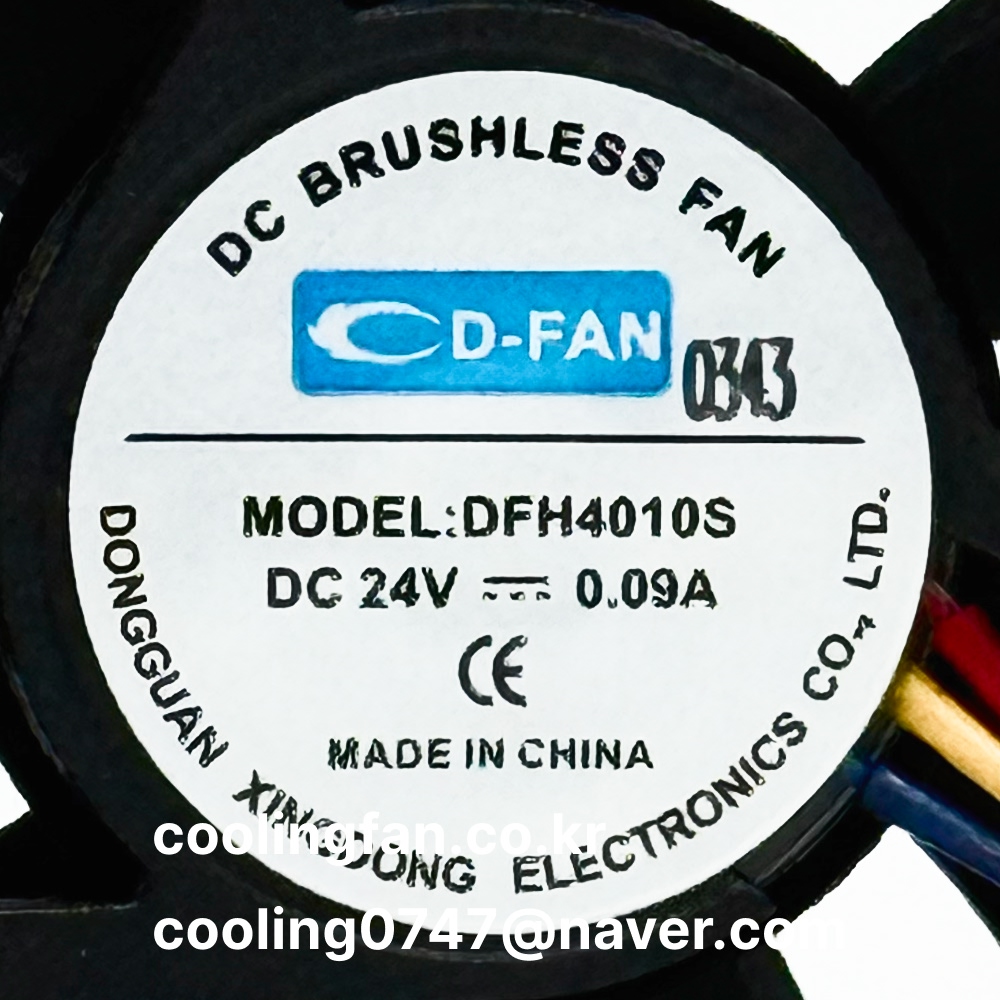 DC BRUSHLESS FAN
D-FAN
0343
MODEL:DFH4010S
DC 24V ⎓ 0.09A
CE
MADE IN CHINA
DONGGUAN XINGDONG ELECTRONICS CO., LTD.
coolingfan.co.kr
cooling0747@naver.com